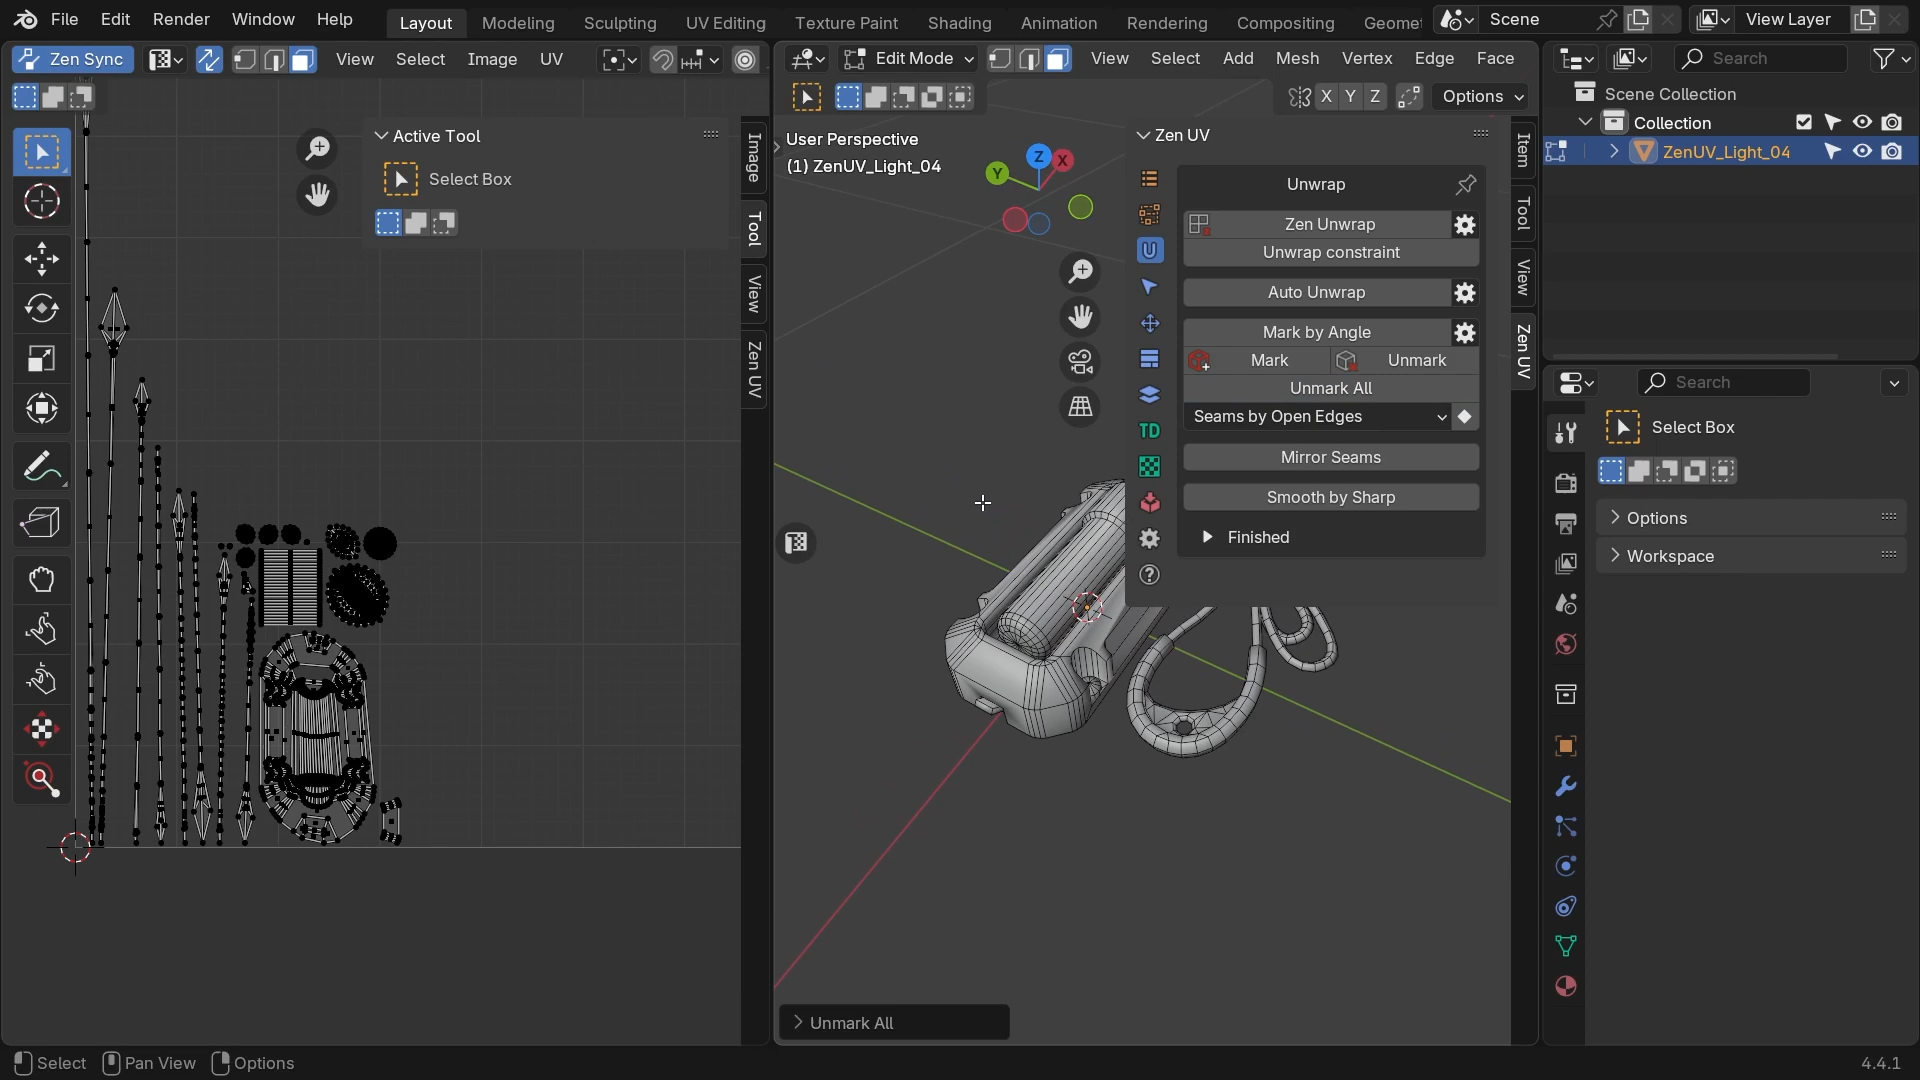 File Edit Render Window Help
Layout Modeling Sculpting UV Editing Texture Paint Shading Animation Rendering Compositing Geomet
Scene
View Layer
Zen Sync
View Select Image UV
Edit Mode
View Select Add Mesh Vertex Edge Face
Search
X Y Z
Options
Scene Collection
Collection
ZenUV_Light_04
Active Tool
Select Box
Image
Tool
View
Zen UV
User Perspective
(1) ZenUV_Light_04
Z X
Y
Zen UV
Unwrap
Zen Unwrap
Unwrap constraint
Auto Unwrap
Mark by Angle
Mark Unmark
Unmark All
Seams by Open Edges
Mirror Seams
Smooth by Sharp
Finished
TD
Item
Tool
View
Zen UV
Search
Select Box
Options
Workspace
Unmark All
Select Pan View Options
4.4.1